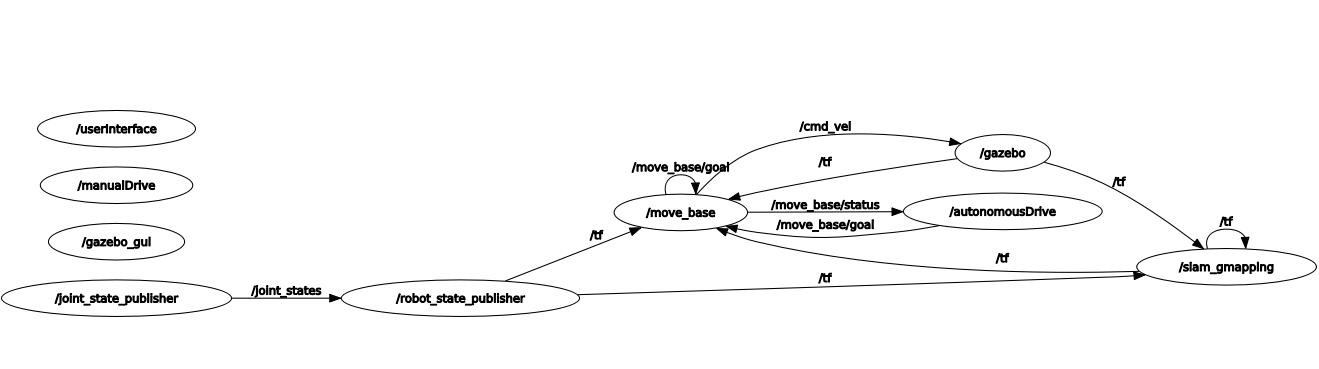 /userInterface
/manualDrive
/gazebo_gui
/joint_state_publisher
/joint_states
/robot_state_publisher
/tf
/move_base/goal
/move_base
/cmd_vel
/tf
/move_base/status
/move_base/goal
/gazebo
/autonomousDrive
/tf
/tf
/tf
/tf
/slam_gmapping